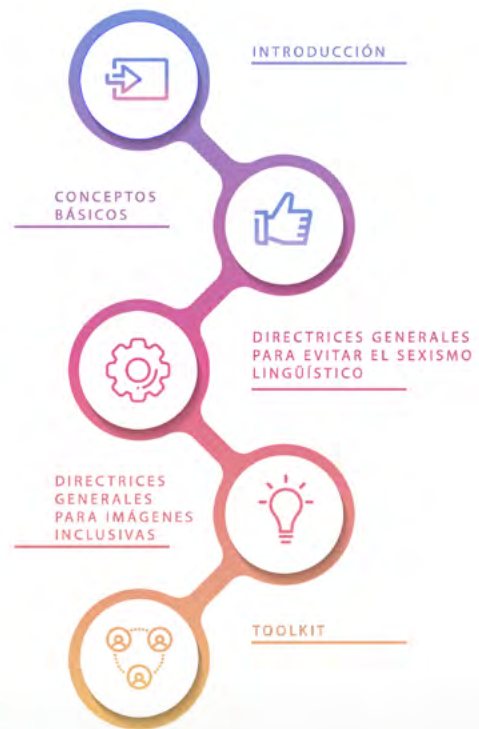 INTRODUCCIÓN
CONCEPTOS
BÁSICOS
DIRECTRICES GENERALES
PARA EVITAR EL SEXISMO
LINGÜÍSTICO
DIRECTRICES
GENERALES
PARA IMÁGENES
INCLUSIVAS
TOOLKIT